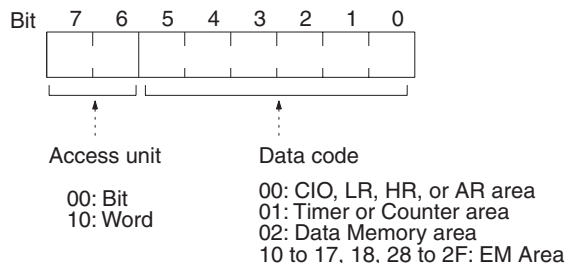 Bit 7 6 5 4 3 2 1 0
Access unit
00: Bit
10: Word
Data code
00: CIO, LR, HR, or AR area
01: Timer or Counter area
02: Data Memory area
10 to 17, 18, 28 to 2F: EM Area